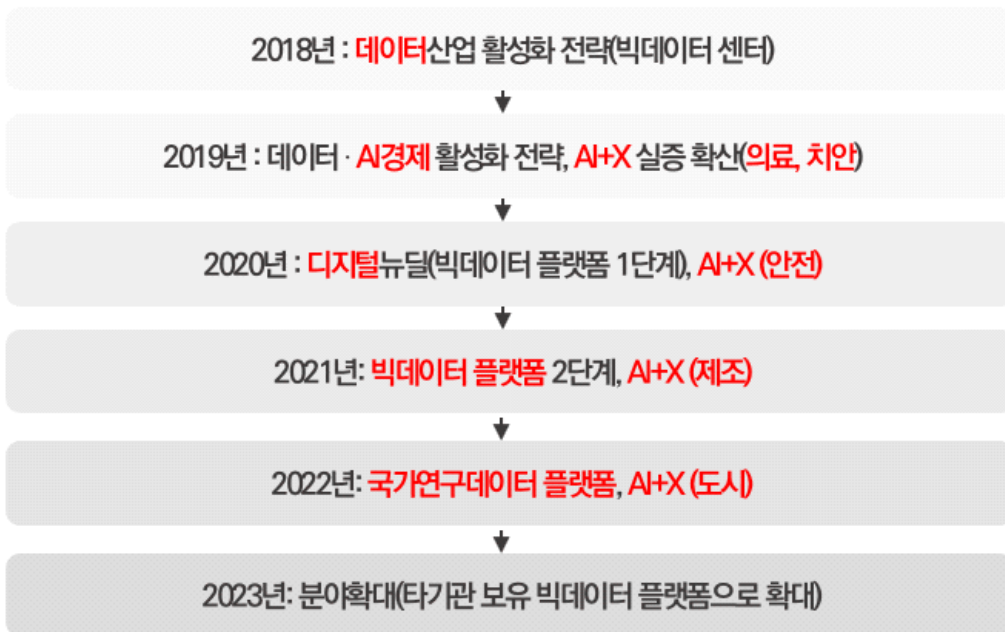 2018년 : 데이터산업 활성화 전략(빅데이터 센터)
2019년 : 데이터 · AI경제 활성화 전략, AI+X 실증 확산(의료, 치안)
2020년 : 디지털뉴딜(빅데이터 플랫폼 1단계), AI+X (안전)
2021년: 빅데이터 플랫폼 2단계, AI+X (제조)
2022년: 국가연구데이터 플랫폼, AI+X (도시)
2023년: 분야확대(타기관 보유 빅데이터 플랫폼으로 확대)